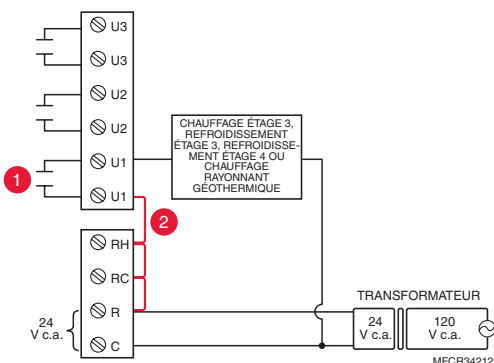 U3
U3
U2
U2
U1
1
U1
CHAUFFAGE ÉTAGE 3,
REFROIDISSEMENT
ÉTAGE 3, REFROIDISSE-
MENT ÉTAGE 4 OU
CHAUFFAGE
RAYONNANT
GÉOTHERMIQUE
2
RH
RC
R
C
24
V c.a.
TRANSFORMATEUR
24
V c.a.
120
V c.a.
MFCR34212